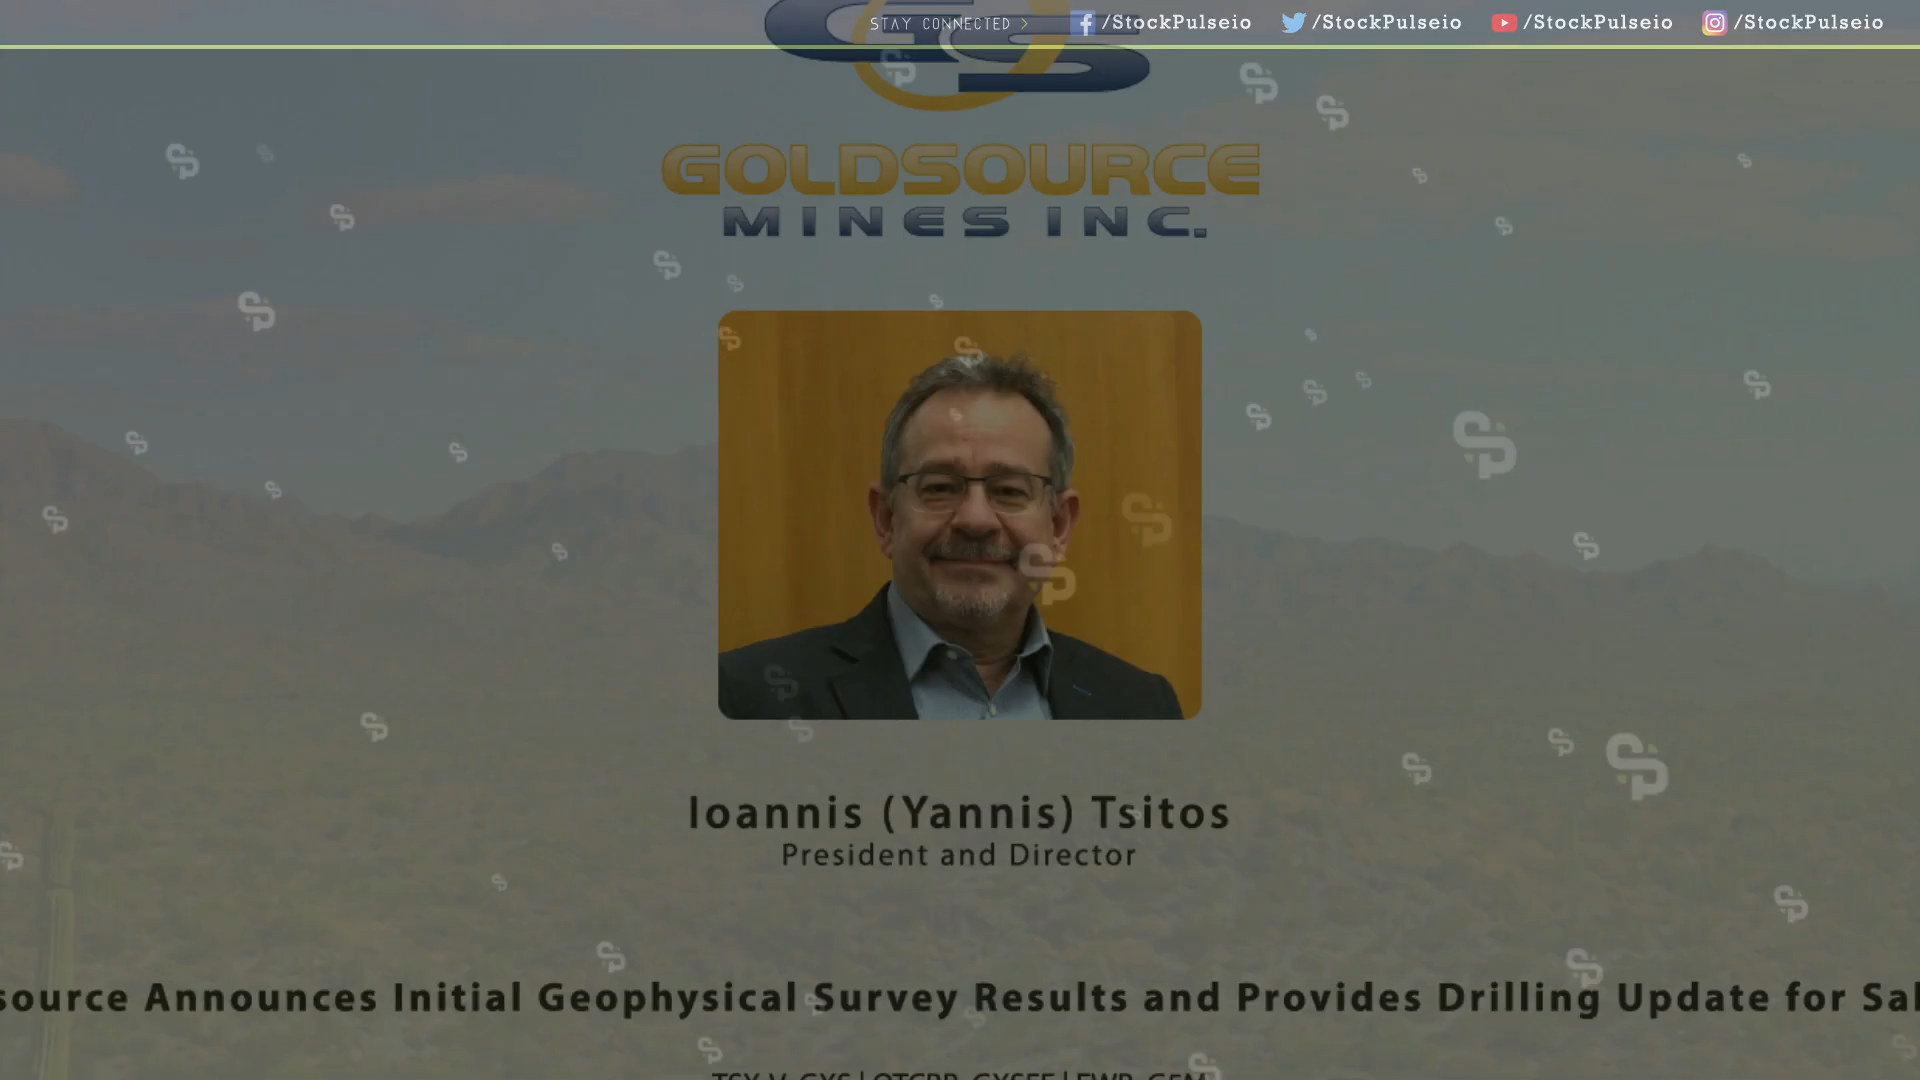 STAY CONNECTED >
/StockPulseio
/StockPulseio
/StockPulseio
/StockPulseio
GS
GOLDSOURCE
MINES INC.
Ioannis (Yannis) Tsitos
President and Director
source Announces Initial Geophysical Survey Results and Provides Drilling Update for Sal